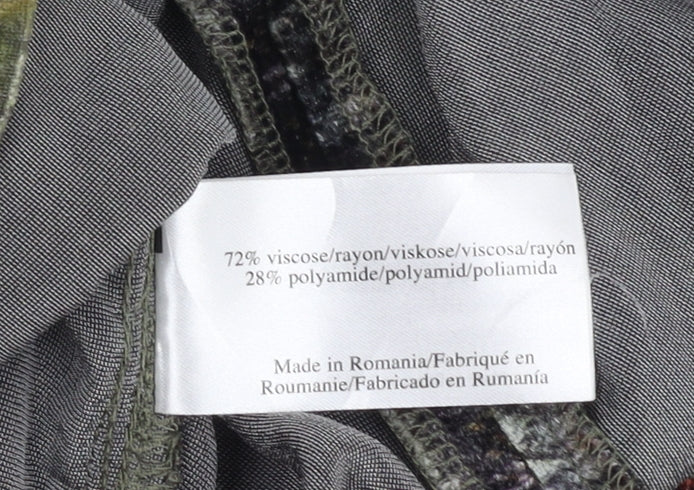 72% viscose/rayon/viskose/viscosa/rayón
28% polyamide/polyamid/poliamida
Made in Romania/Fabriqué en
Roumanie/Fabricado en Rumanía